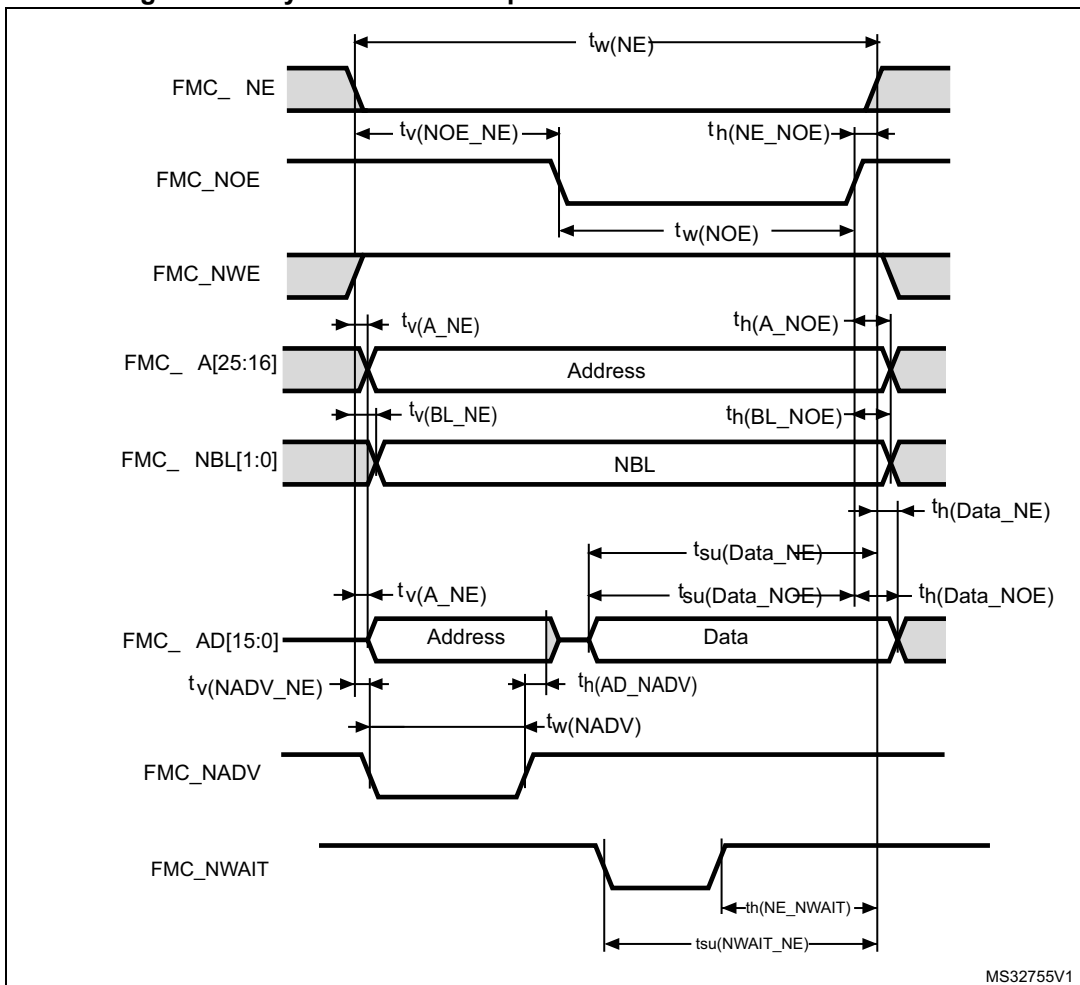 tw(NE)
FMC_ NE
tv(NOE_NE)
th(NE_NOE)
FMC_NOE
tw(NOE)
FMC_NWE
tv(A_NE)
th(A_NOE)
FMC_ A[25:16]
Address
tv(BL_NE)
th(BL_NOE)
FMC_ NBL[1:0]
NBL
th(Data_NE)
tsu(Data_NE)
tv(A_NE)
tsu(Data_NOE)
th(Data_NOE)
FMC_ AD[15:0]
Address
Data
tv(NADV_NE)
th(AD_NADV)
tw(NADV)
FMC_NADV
FMC_NWAIT
th(NE_NWAIT)
tsu(NWAIT_NE)
MS32755V1